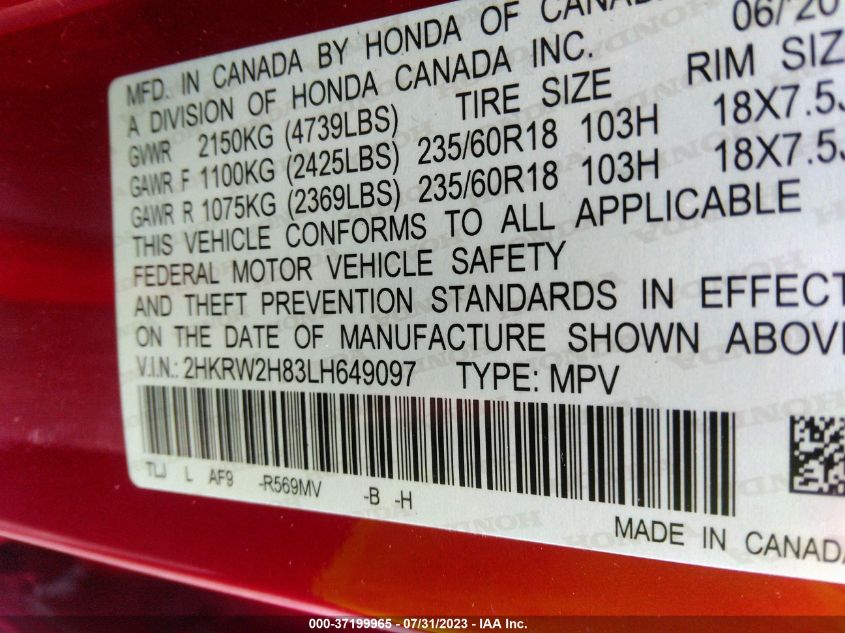 MFD. IN CANADA BY HONDA OF CANADA 06/20
A DIVISION OF HONDA CANADA INC.
GVWR 2150KG (4739LBS) TIRE SIZE RIM SIZ
GAWR F 1100KG (2425LBS) 235/60R18 103H 18X7.5J
GAWR R 1075KG (2369LBS) 235/60R18 103H 18X7.5J
THIS VEHICLE CONFORMS TO ALL APPLICABLE
FEDERAL MOTOR VEHICLE SAFETY
AND THEFT PREVENTION STANDARDS IN EFFECT
ON THE DATE OF MANUFACTURE SHOWN ABOVE
V.I.N.: 2HKRW2H83LH649097 TYPE: MPV
TLJ L AF9 -R569MV -B -H
MADE IN CANADA
000-37199965 - 07/31/2023 - IAA Inc.